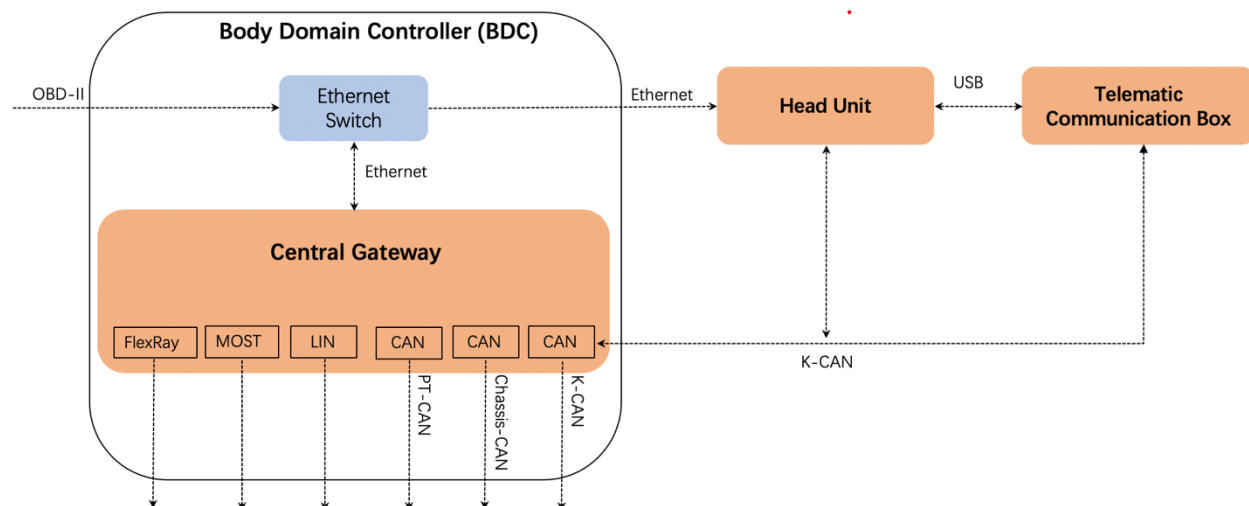 Body Domain Controller (BDC)
OBD-II
Ethernet
Switch
Ethernet
Head Unit
USB
Telematic
Communication Box
Ethernet
Central Gateway
FlexRay
MOST
LIN
CAN
CAN
CAN
K-CAN
PT-CAN
Chassis-CAN
K-CAN